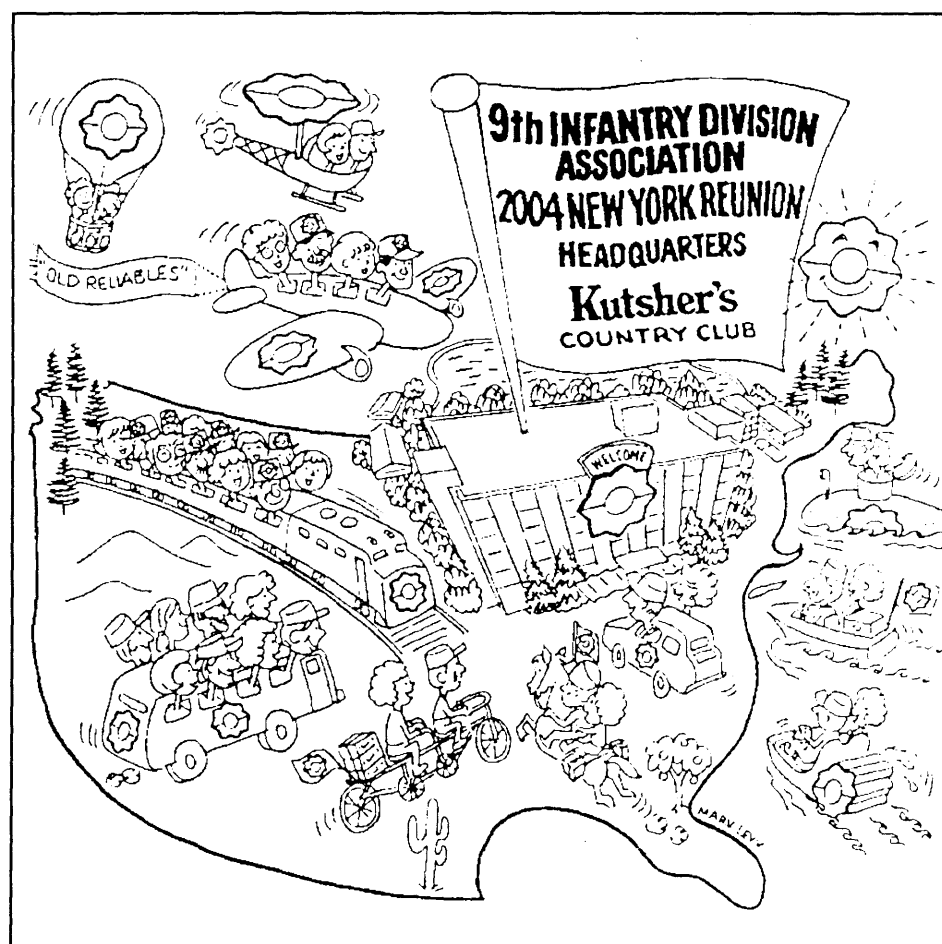 9th INFANTRY DIVISION
ASSOCIATION
2004 NEW YORK REUNION
HEADQUARTERS
Kutsher's
COUNTRY CLUB
"OLD RELIABLES"
WELCOME
MARV LEVY